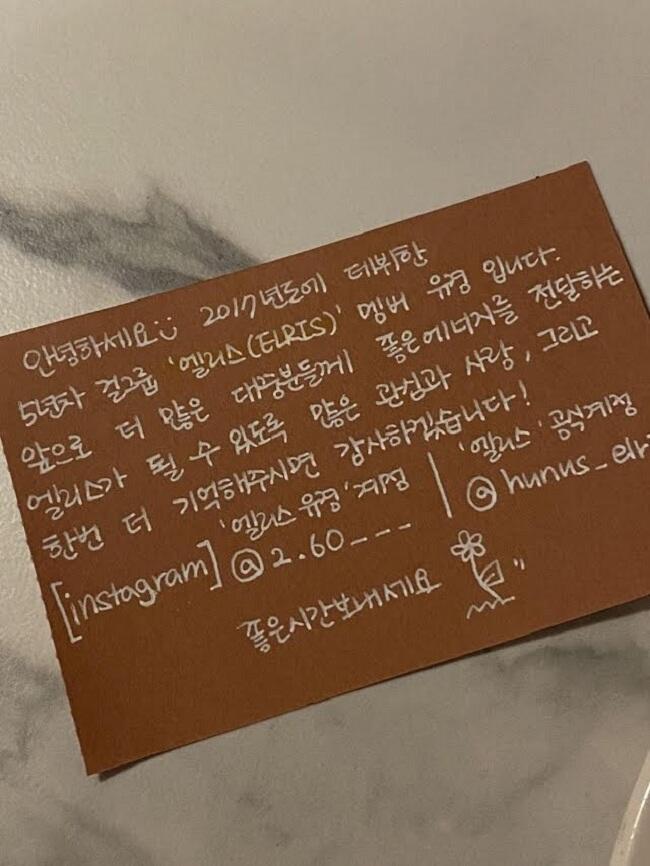 안녕하세요 2017년도에 데뷔한
5년차 걸그룹 '엘리스(ELRIS)' 멤버 유경 입니다.
앞으로 더 많은 대중분들께 좋은에너지를 전달하는
엘리스가 될 수 있도록 많은 관심과 사랑, 그리고
한번 더 기억해주시면 감사하겠습니다!
'엘리스 유경' 계정 | '엘리스' 공식계정
[instagram] @2.60___ | @hunus_elr
좋은시간보내세요